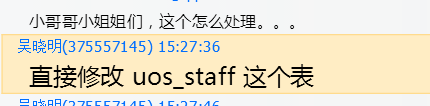 小哥哥小姐姐们，这个怎么处理。。。
吴晓明(375557145) 15:27:36
直接修改 uos_staff 这个表
吴晓明(375557145) 15:27:46